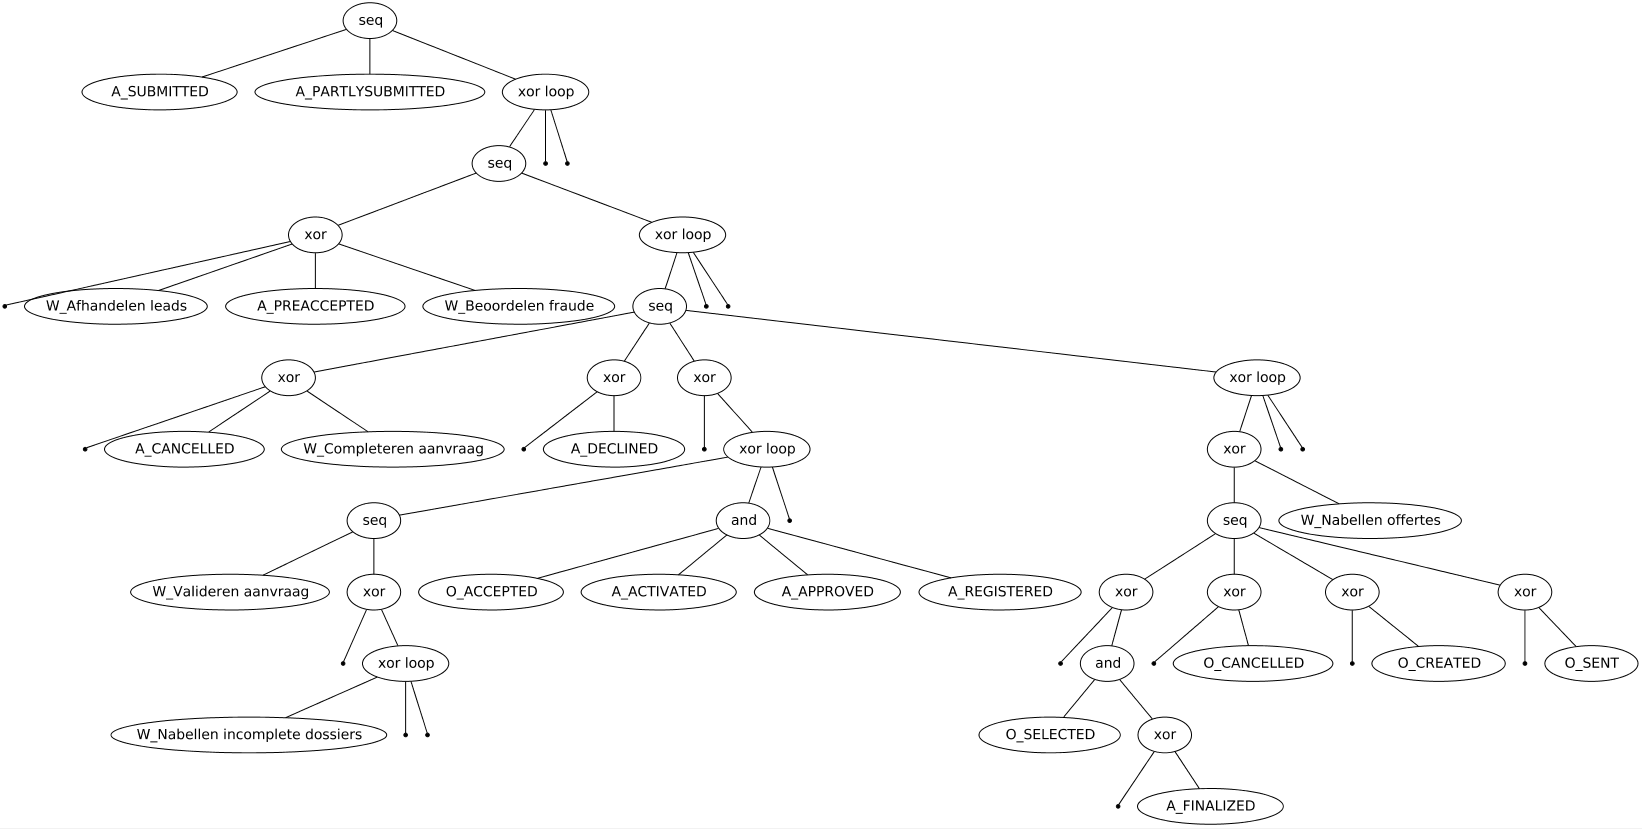 seq
A_SUBMITTED
A_PARTLYSUBMITTED
xor loop
seq
xor
xor loop
W_Afhandelen leads
A_PREACCEPTED
W_Beoordelen fraude
seq
xor
xor
xor
xor loop
A_CANCELLED
W_Completeren aanvraag
A_DECLINED
xor loop
xor
seq
and
seq
W_Nabellen offertes
W_Valideren aanvraag
xor
O_ACCEPTED
A_ACTIVATED
A_APPROVED
A_REGISTERED
xor
xor
xor
xor
xor loop
and
O_CANCELLED
O_CREATED
O_SENT
W_Nabellen incomplete dossiers
O_SELECTED
xor
A_FINALIZED